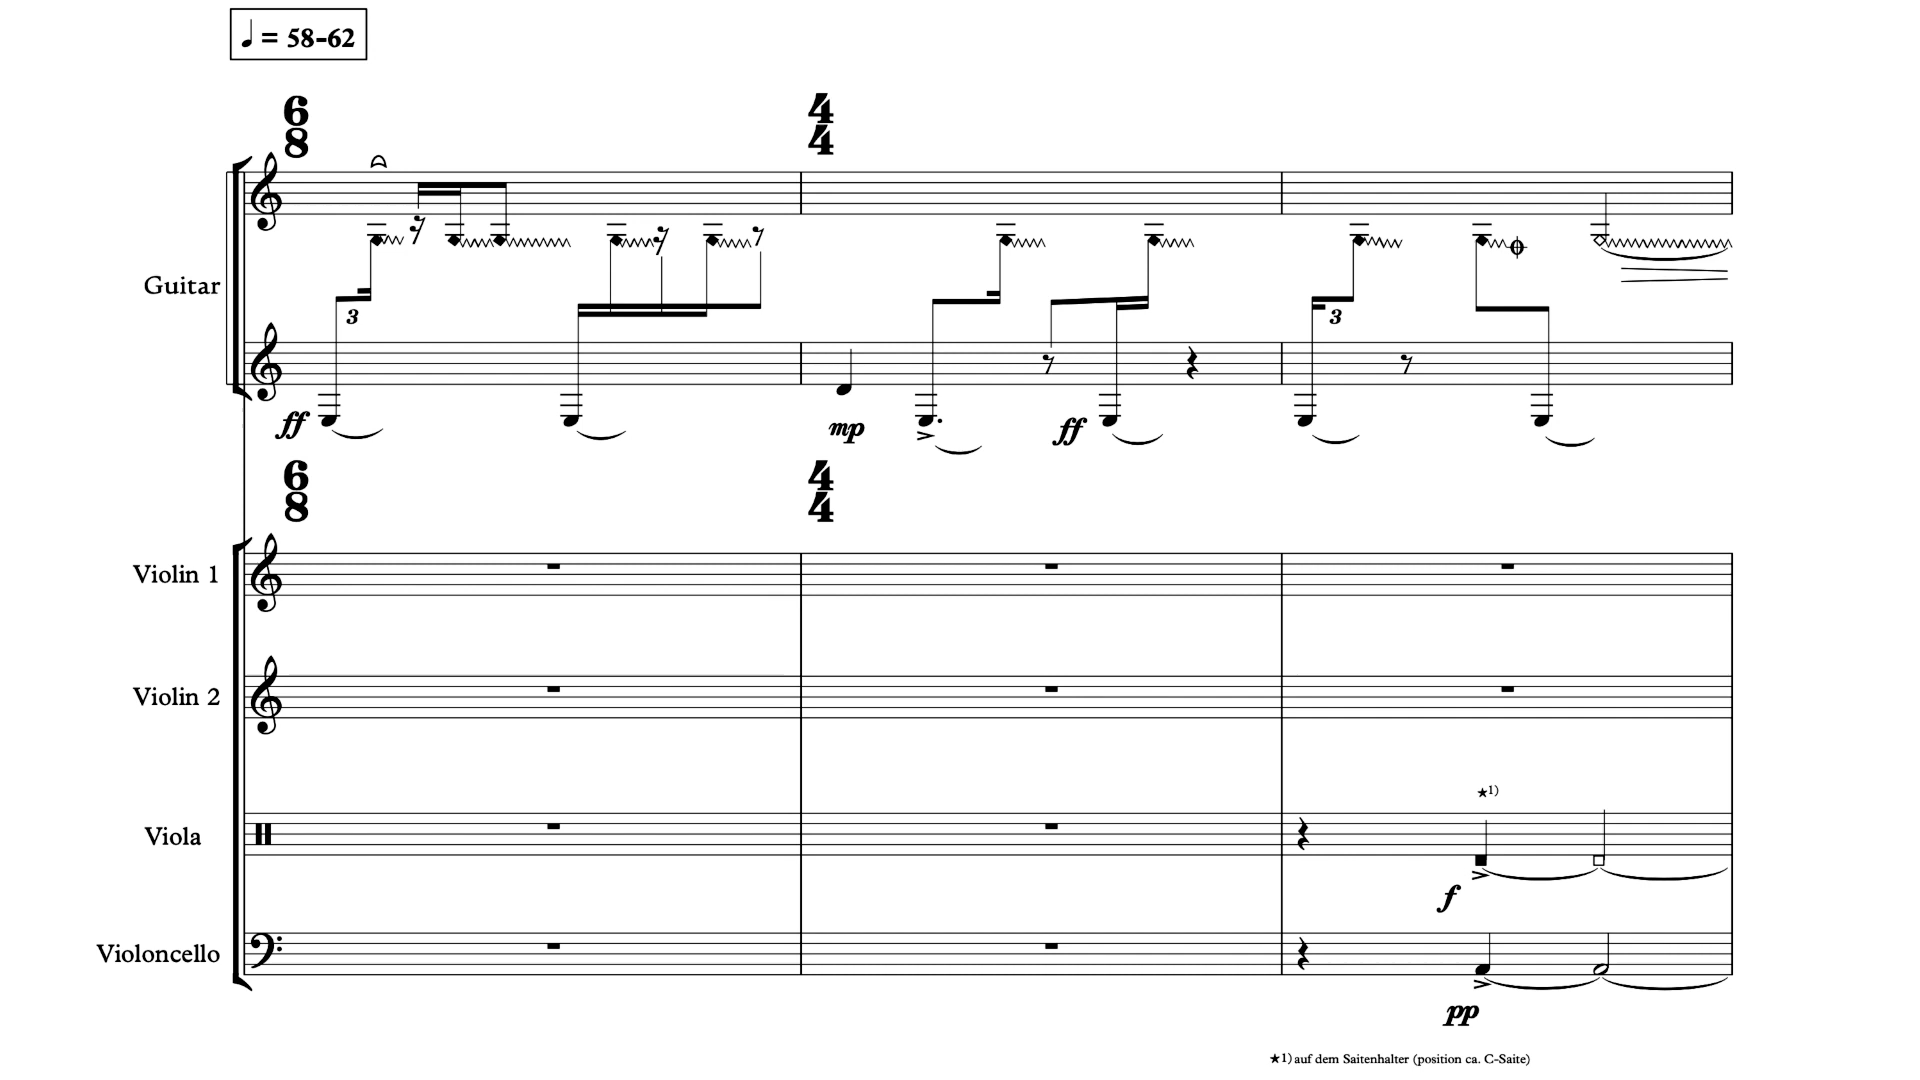 ♩ = 58-62
6 4
8 4
Guitar
3 3
ff mp ff
6 4
8 4
Violin 1
Violin 2
★1)
Viola
f
Violoncello
pp
★1) auf dem Saitenhalter (position ca. C-Saite)